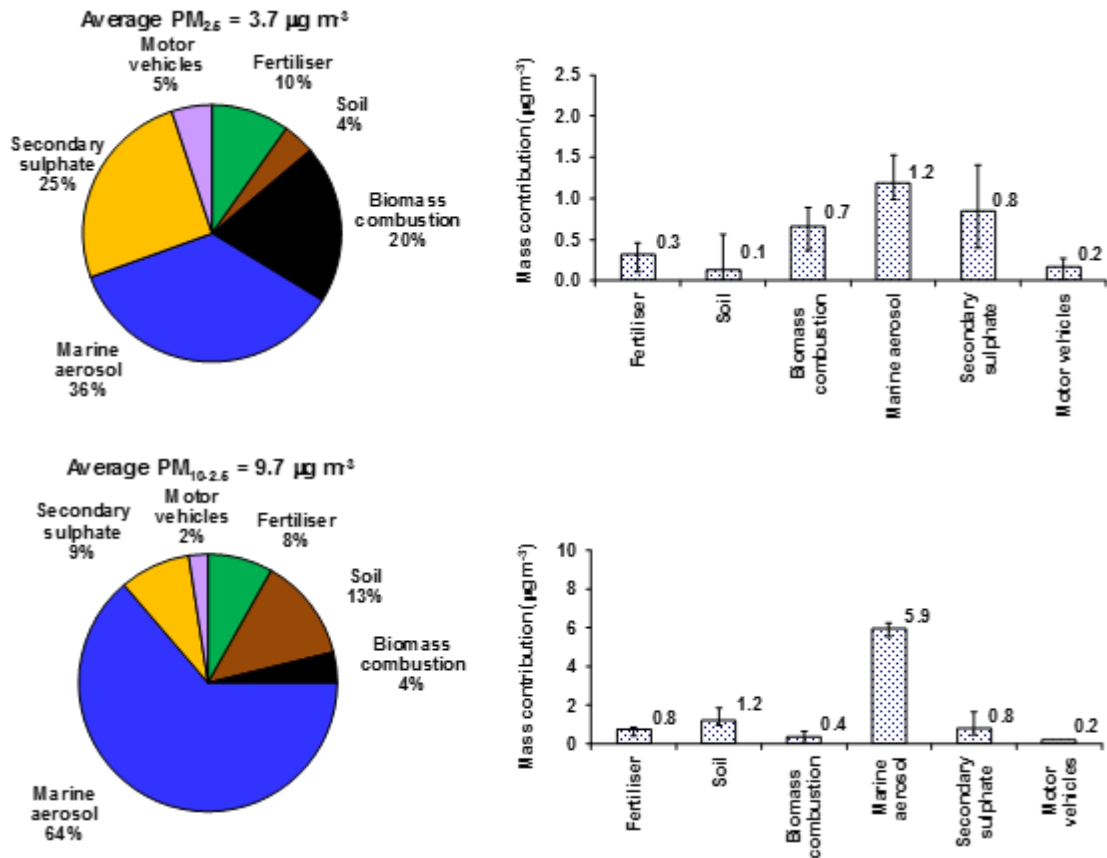 Average PM2.5 = 3.7 µg m-3
Motor
vehicles
5%
Fertiliser
10%
Soil
4%
Secondary
sulphate
25%
Biomass
combustion
20%
Marine
aerosol
36%
Mass contribution (µg m-3)
2.5
2.0
1.5
1.0
0.5
0.0
0.3
0.1
0.7
1.2
0.8
0.2
Fertiliser
Soil
Biomass
combustion
Marine aerosol
Secondary
sulphate
Motor vehicles
Average PM10-2.5 = 9.7 µg m-3
Secondary
sulphate
9%
Motor
vehicles
2%
Fertiliser
8%
Soil
13%
Biomass
combustion
4%
Marine
aerosol
64%
Mass contribution (µg m-3)
10
8
6
4
2
0
0.8
1.2
0.4
5.9
0.8
0.2
Fertiliser
Soil
Biomass
combustion
Marine
aerosol
Secondary
sulphate
Motor
vehicles